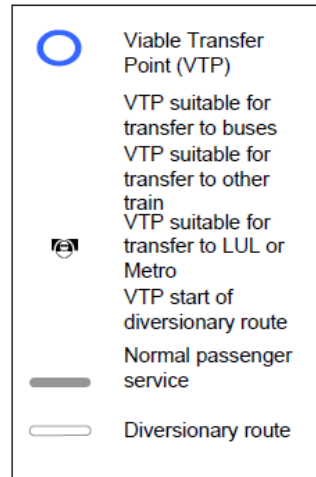 Viable Transfer
Point (VTP)
VTP suitable for
transfer to buses
VTP suitable for
transfer to other
train
VTP suitable for
transfer to LUL or
Metro
VTP start of
diversionary route
Normal passenger
service
Diversionary route